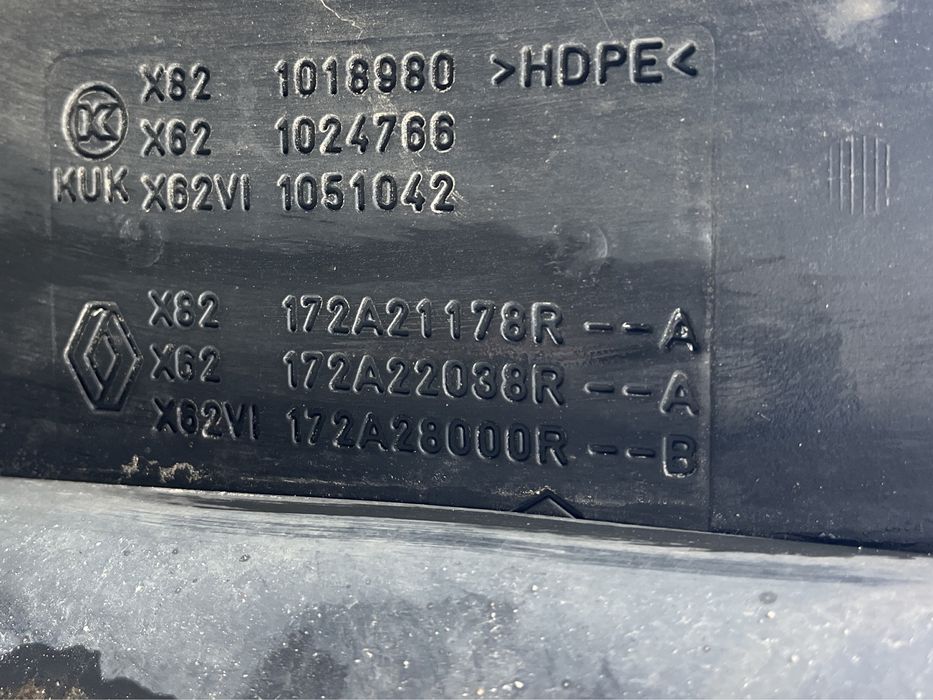 X82 1018980 >HDPE<
K X62 1024766
KUK X62VI 1051042
X82 172A21178R --A
X62 172A22038R --A
X62VI 172A28000R --B